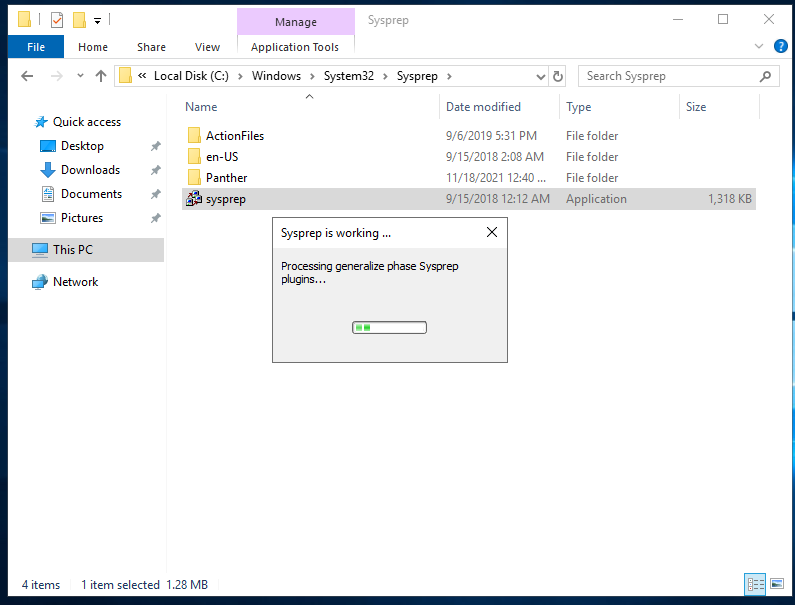 Manage
Sysprep
File
Home
Share
View
Application Tools
?
« Local Disk (C:) > Windows > System32 > Sysprep >
Search Sysprep
Name
Date modified
Type
Size
Quick access
Desktop
Downloads
Documents
Pictures
This PC
Network
ActionFiles 9/6/2019 5:31 PM File folder
en-US 9/15/2018 2:08 AM File folder
Panther 11/18/2021 12:40 ... File folder
sysprep 9/15/2018 12:12 AM Application 1,318 KB
Sysprep is working ...
Processing generalize phase Sysprep
plugins...
4 items
1 item selected 1.28 MB